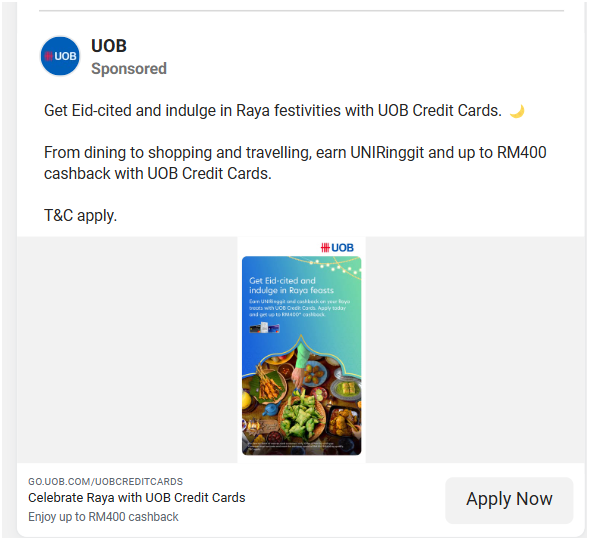 UOB
UOB
Sponsored
Get Eid-cited and indulge in Raya festivities with UOB Credit Cards. 🌙
From dining to shopping and travelling, earn UNIRinggit and up to RM400
cashback with UOB Credit Cards.
T&C apply.
UOB
Get Eid-cited and
indulge in Raya feasts
Earn UNIRinggit and cashback on your Raya
feasts with UOB Credit Cards. Apply today
and get up to RM400* cashback.
GO.UOB.COM/UOBCREDITCARDS
Celebrate Raya with UOB Credit Cards
Enjoy up to RM400 cashback
Apply Now